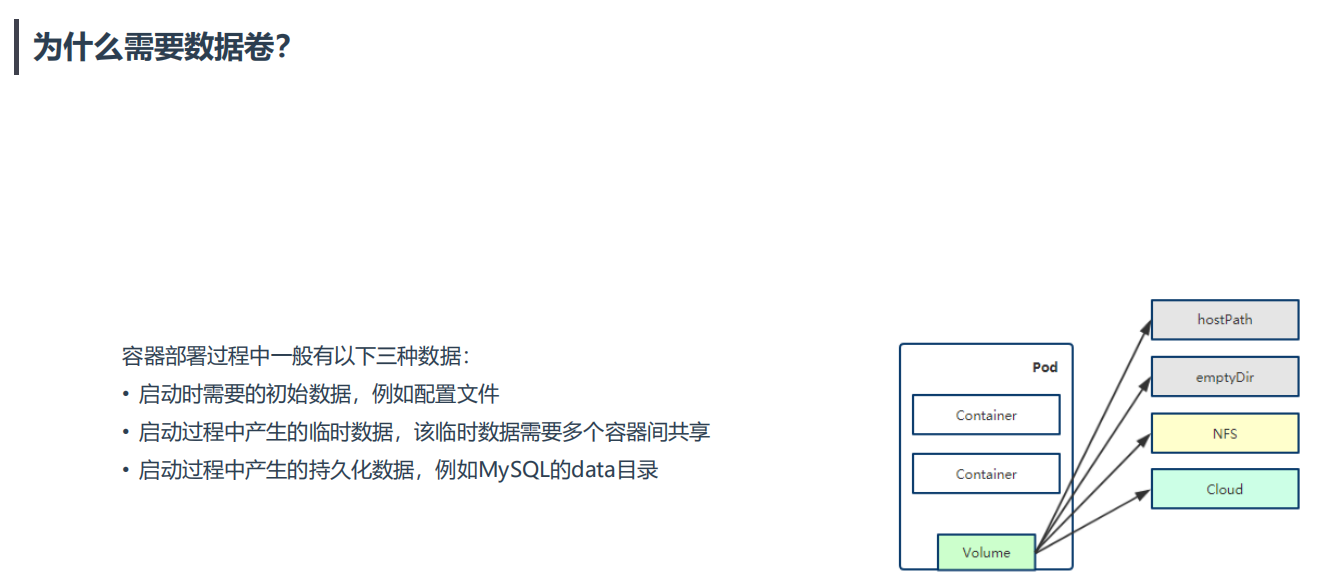 为什么需要数据卷？
容器部署过程中一般有以下三种数据：
• 启动时需要的初始数据，例如配置文件
• 启动过程中产生的临时数据，该临时数据需要多个容器间共享
• 启动过程中产生的持久化数据，例如MySQL的data目录
Pod
Container
Container
Volume
hostPath
emptyDir
NFS
Cloud